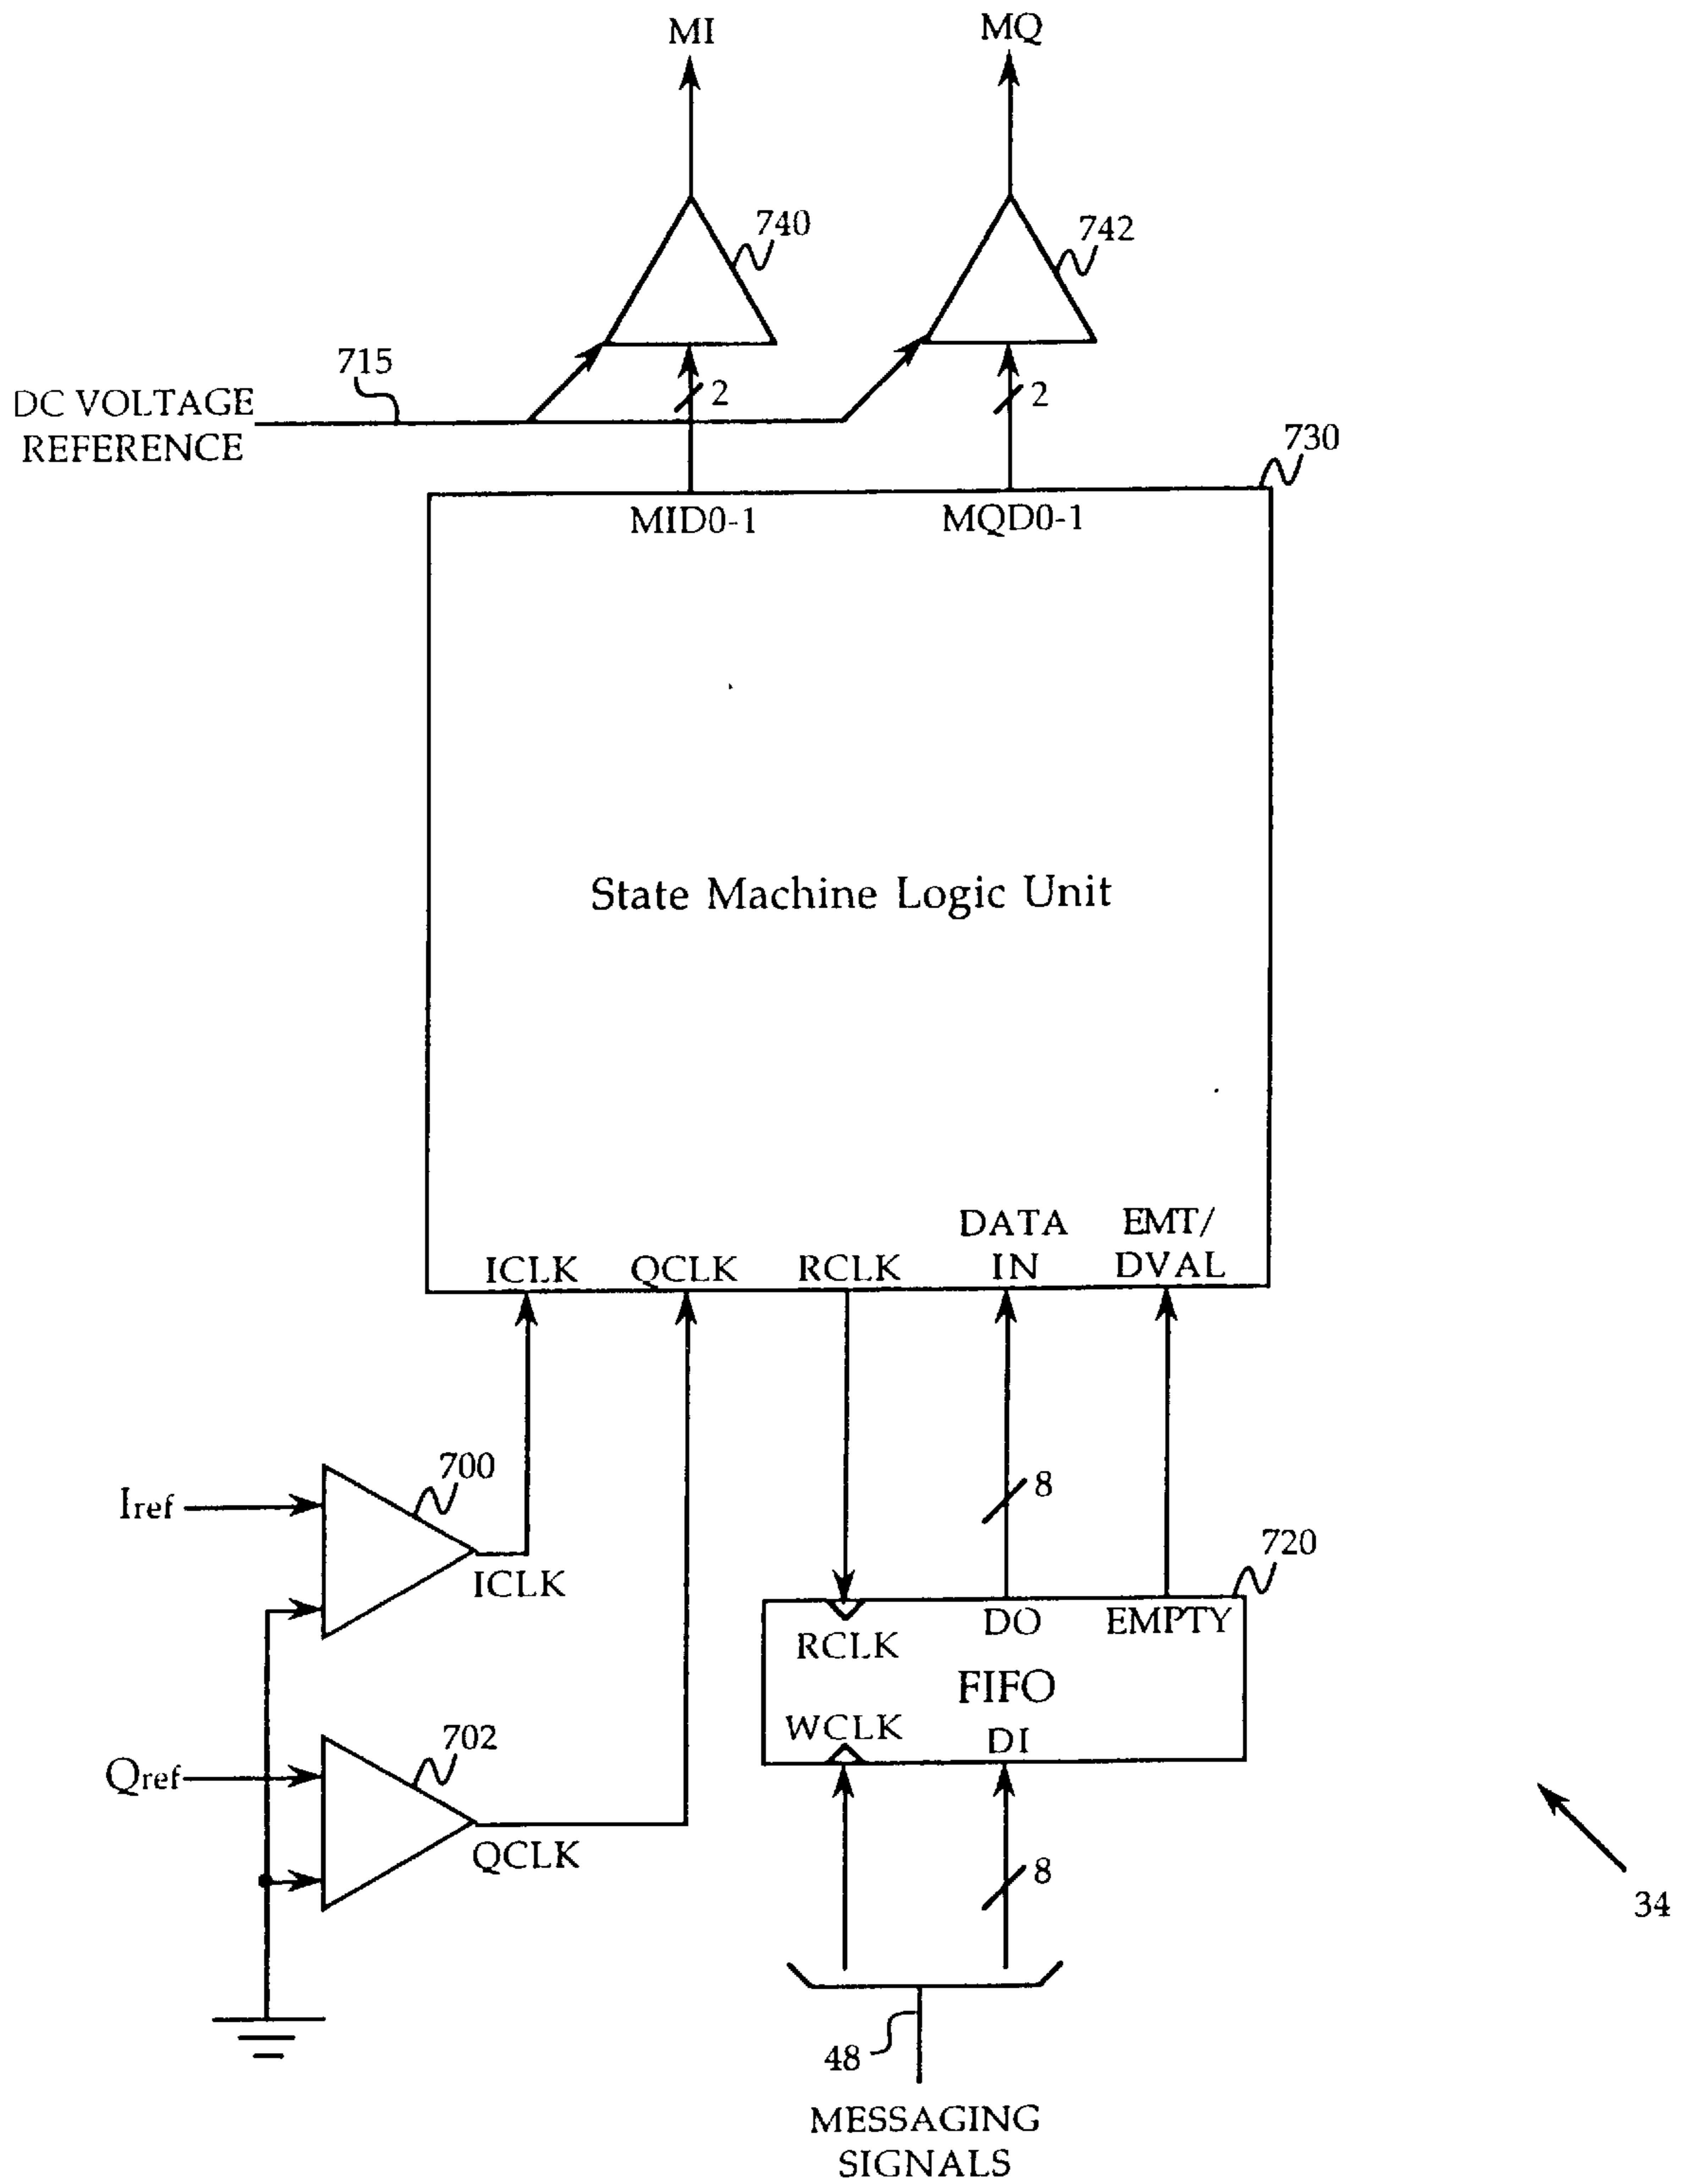 MI
MQ
740
742
715
DC VOLTAGE
REFERENCE
2
2
730
MID0-1
MQD0-1
State Machine Logic Unit
DATA
IN
EMT/
DVAL
ICLK
QCLK
RCLK
700
Iref
ICLK
8
720
RCLK
DO
EMPTY
FIFO
WCLK
DI
702
Qref
QCLK
8
34
48
MESSAGING
SIGNALS